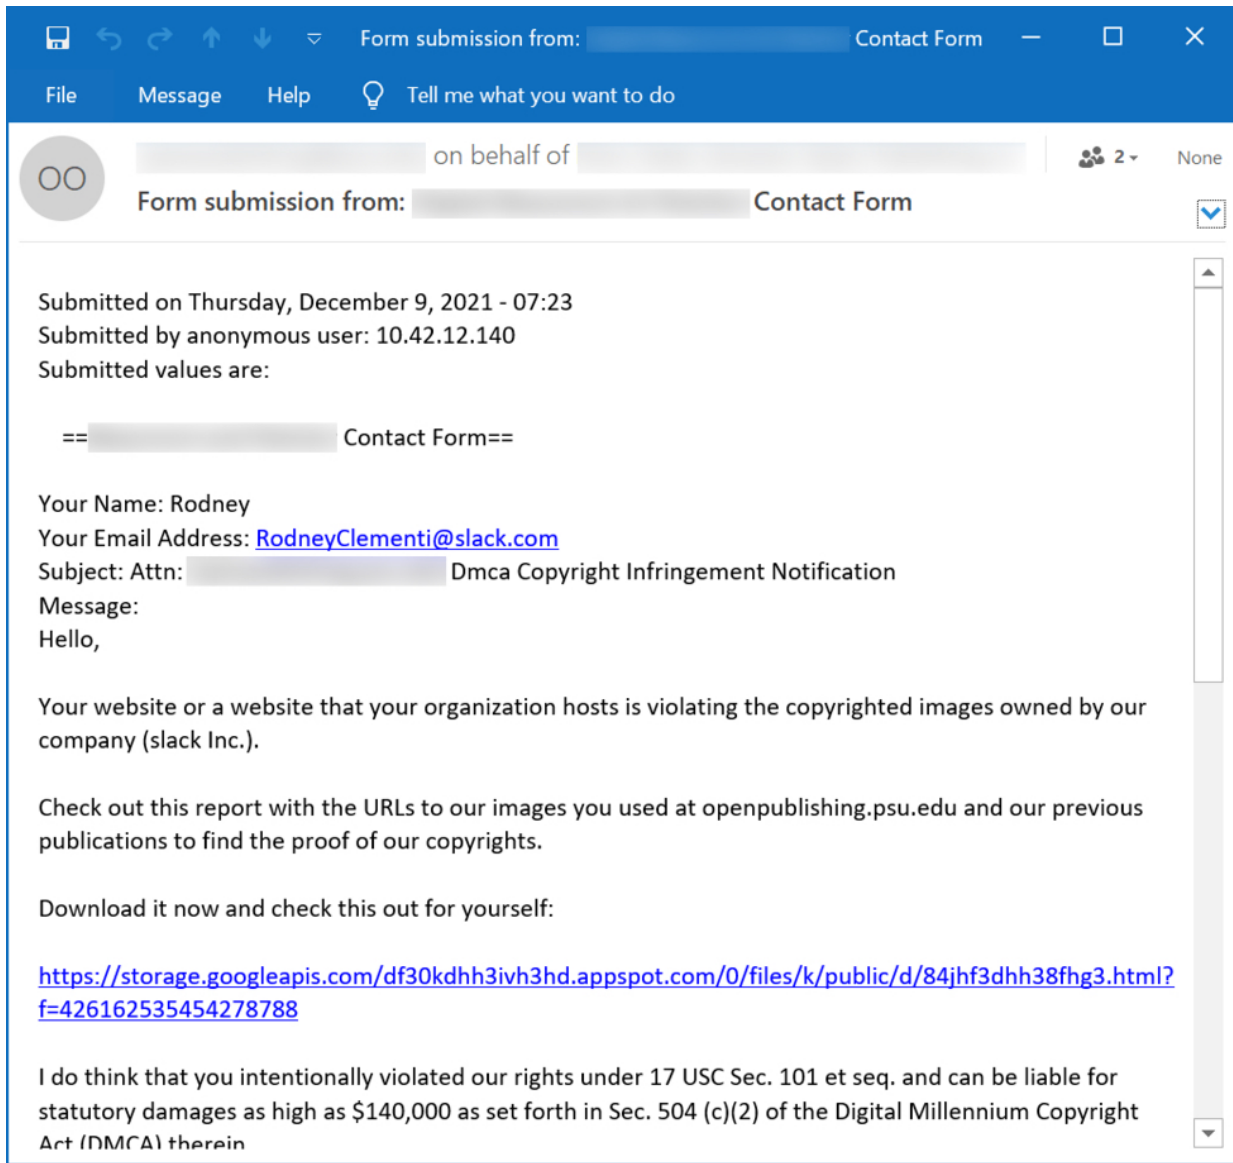 Form submission from: Contact Form
File Message Help Tell me what you want to do
OO
on behalf of
2
None
Form submission from: Contact Form
Submitted on Thursday, December 9, 2021 - 07:23
Submitted by anonymous user: 10.42.12.140
Submitted values are:
== Contact Form==
Your Name: Rodney
Your Email Address: RodneyClementi@slack.com
Subject: Attn: Dmca Copyright Infringement Notification
Message:
Hello,
Your website or a website that your organization hosts is violating the copyrighted images owned by our
company (slack Inc.).
Check out this report with the URLs to our images you used at openpublishing.psu.edu and our previous
publications to find the proof of our copyrights.
Download it now and check this out for yourself:
https://storage.googleapis.com/df30kdhh3ivh3hd.appspot.com/0/files/k/public/d/84jhf3dhh38fhg3.html?
f=426162535454278788
I do think that you intentionally violated our rights under 17 USC Sec. 101 et seq. and can be liable for
statutory damages as high as $140,000 as set forth in Sec. 504 (c)(2) of the Digital Millennium Copyright
Act (DMCA) therein